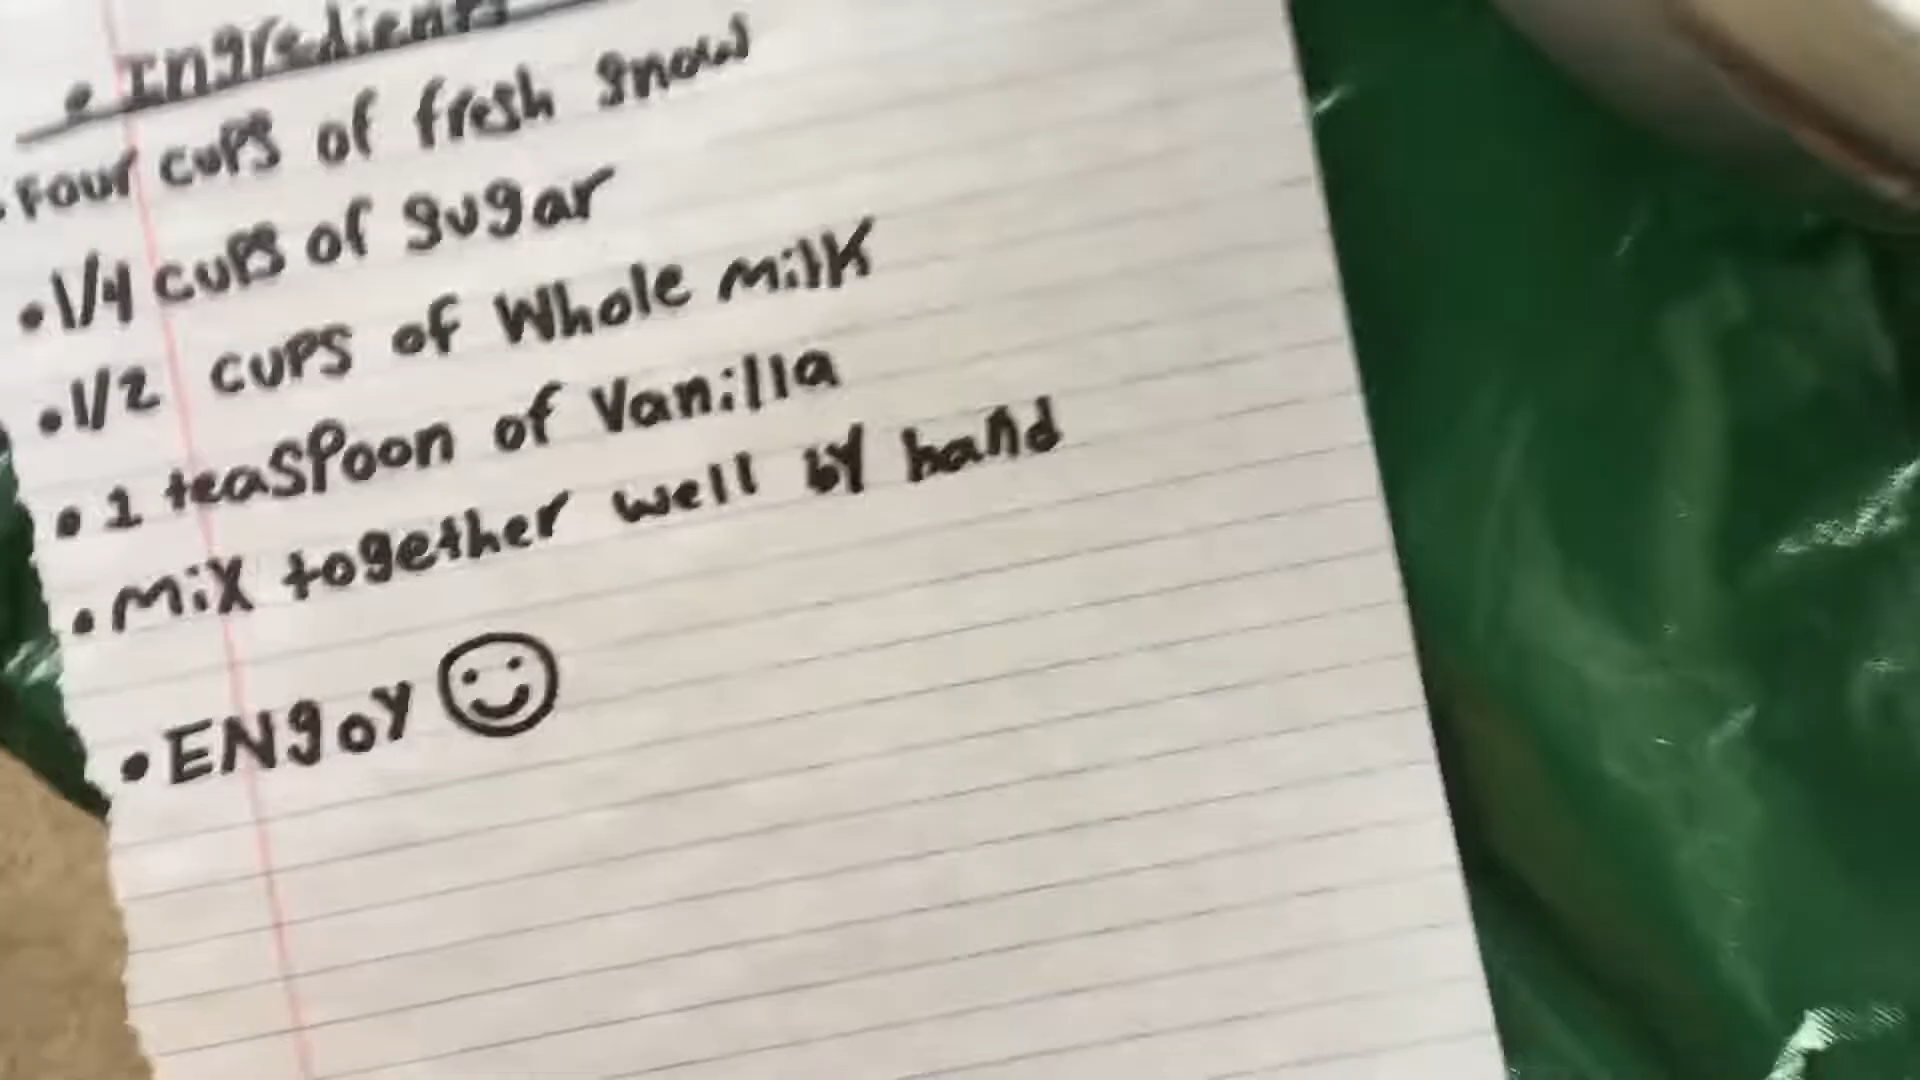 • Ingredients
• Four cups of fresh snow
• 1/4 cups of sugar
• 1/2 cups of Whole milk
• 1 teaspoon of Vanilla
• Mix together well by hand
• ENgoy